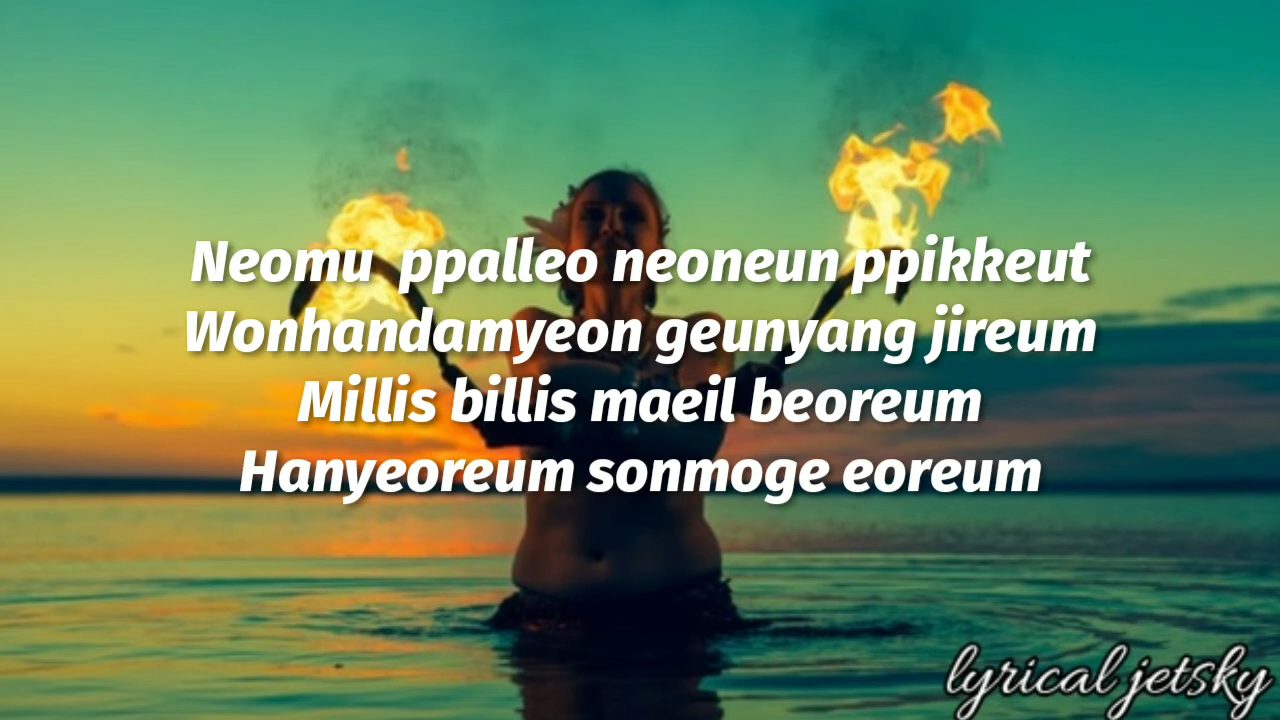 Neomu ppalleo neoneun ppikkeut
Wonhandamyeon geunyang jireum
Millis billis maeil beoreum
Hanyeoreum sonmoge eoreum
lyrical jetsky